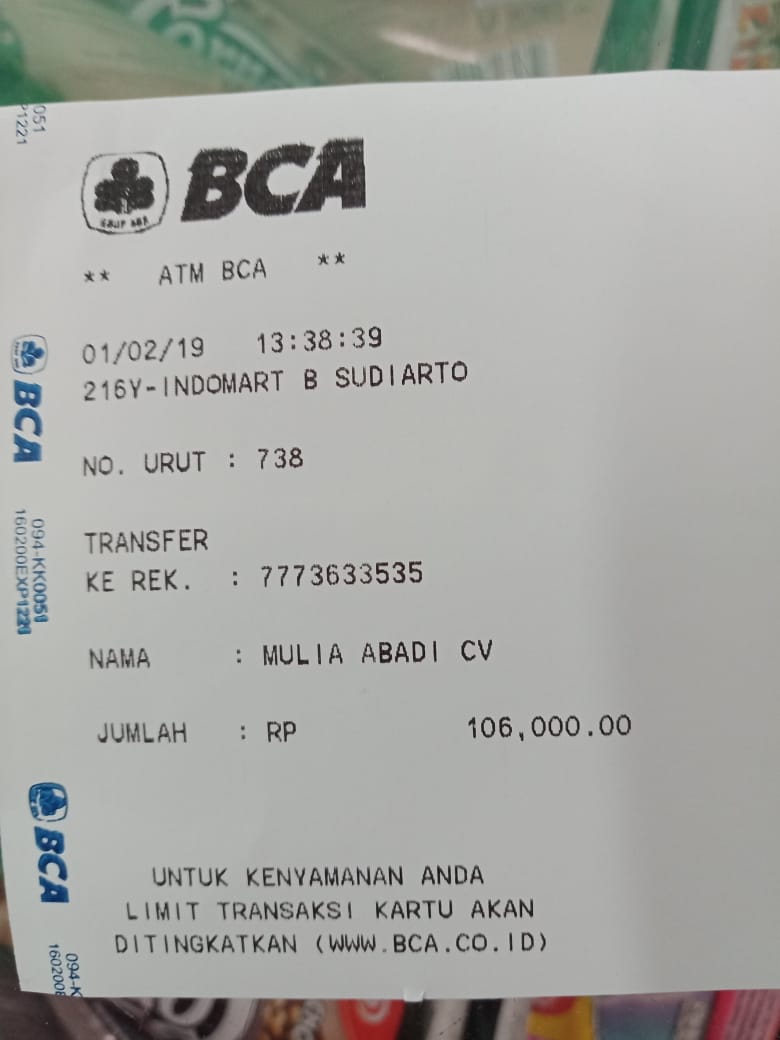 BCA
** ATM BCA **
01/02/19 13:38:39
216Y-INDOMART B SUDIARTO
NO. URUT : 738
TRANSFER
KE REK. : 7773633535
NAMA : MULIA ABADI CV
JUMLAH : RP 106,000.00
UNTUK KENYAMANAN ANDA
LIMIT TRANSAKSI KARTU AKAN
DITINGKATKAN (WWW.BCA.CO.ID)
051
P1221
BCA
094-KK0051
160200EXP1221
BCA
094-K
160200E